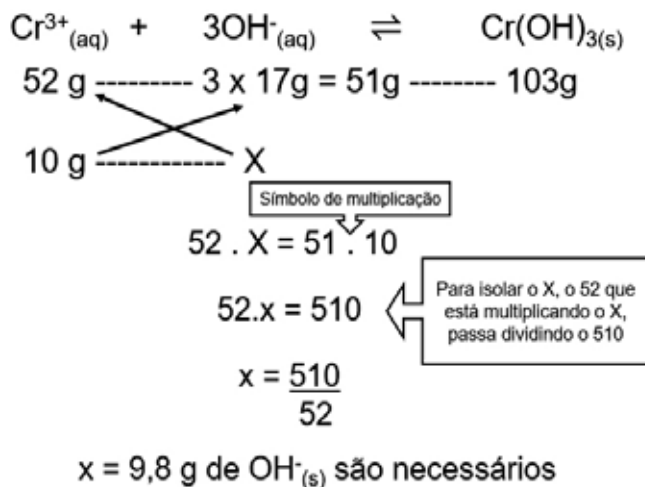 Cr³⁺(aq) + 3OH⁻(aq) ⇌ Cr(OH)₃(s)
52 g ------- 3 x 17g = 51g -------- 103g
10 g ------------ X
Símbolo de multiplicação
52 . X = 51 . 10
52.x = 510
Para isolar o X, o 52 que
está multiplicando o X,
passa dividindo o 510
x = 510
52
x = 9,8 g de OH⁻(s) são necessários